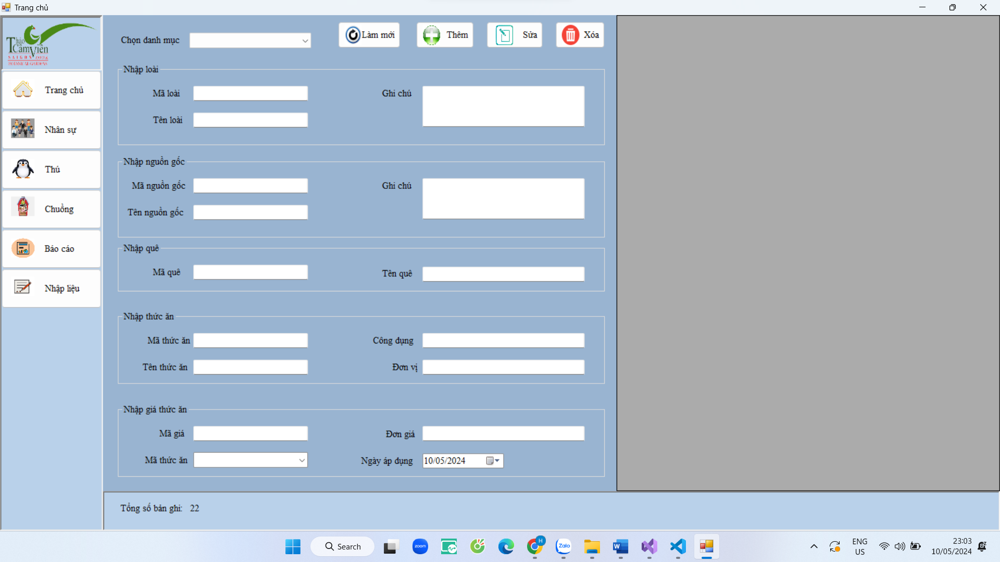 Trang chủ
Thảo
Cầm Viên
SAIGON 2004
BOTANICAL GARDENS
Trang chủ
Nhân sự
Thú
Chuồng
Báo cáo
Nhập liệu
Chọn danh mục
Làm mới
Thêm
Sửa
Xóa
Nhập loài
Mã loài
Ghi chú
Tên loài
Nhập nguồn gốc
Mã nguồn gốc
Ghi chú
Tên nguồn gốc
Nhập quê
Mã quê
Tên quê
Nhập thức ăn
Mã thức ăn
Công dụng
Tên thức ăn
Đơn vị
Nhập giá thức ăn
Mã giá
Đơn giá
Mã thức ăn
Ngày áp dụng
10/05/2024
Tổng số bản ghi: 22
Search
zoom
H
Zalo
W
ENG
US
23:03
10/05/2024